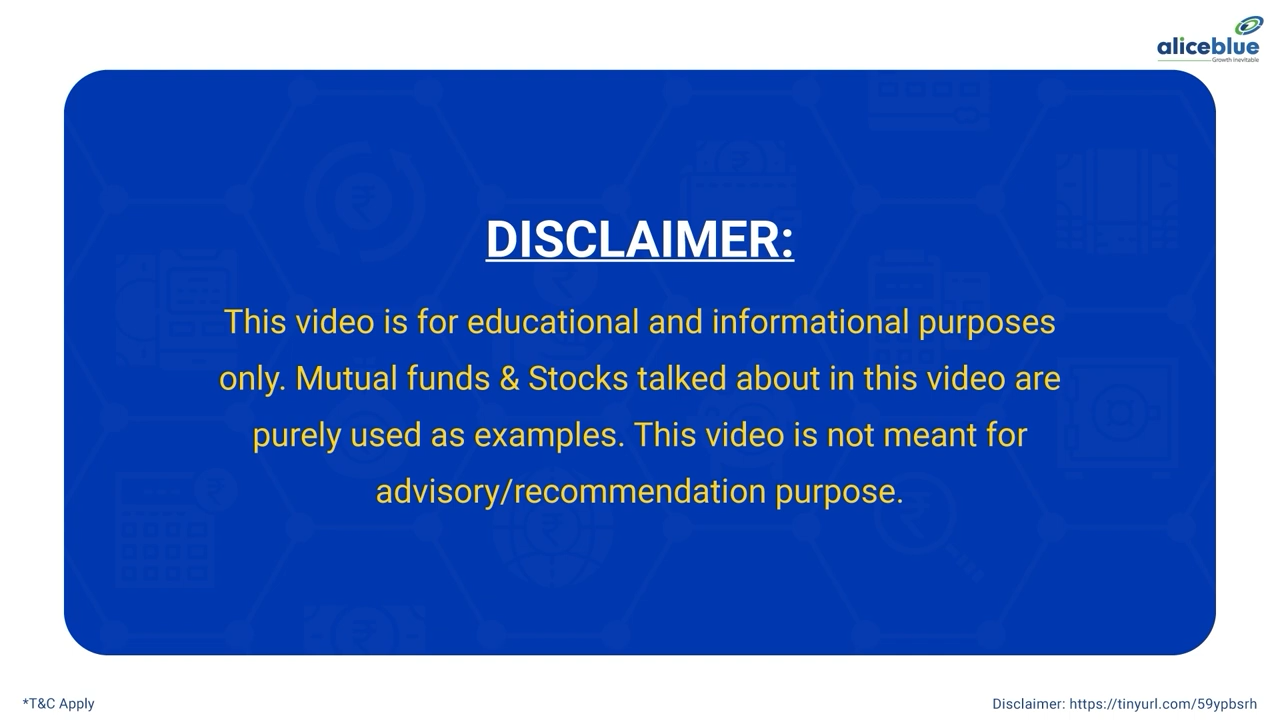 aliceblue
Growth inevitable
DISCLAIMER:
This video is for educational and informational purposes
only. Mutual funds & Stocks talked about in this video are
purely used as examples. This video is not meant for
advisory/recommendation purpose.
*T&C Apply
Disclaimer: https://tinyurl.com/59ypbsrh